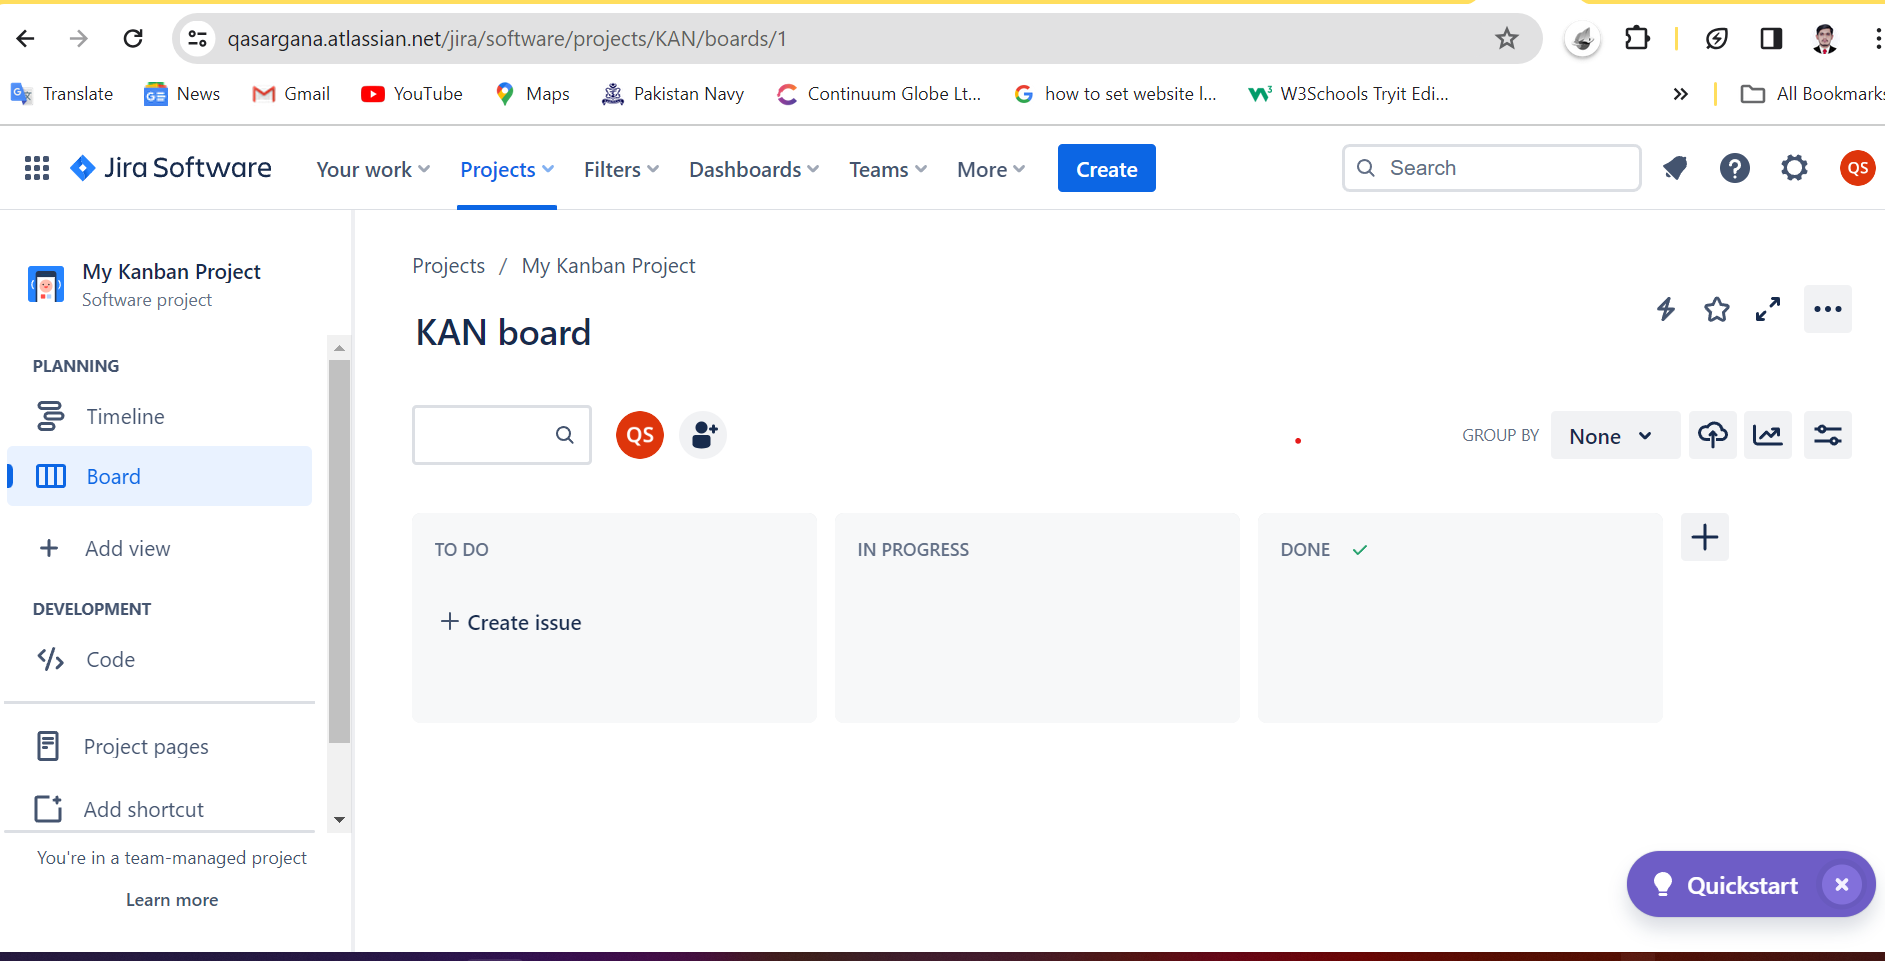 qasargana.atlassian.net/jira/software/projects/KAN/boards/1
Translate News Gmail YouTube Maps Pakistan Navy Continuum Globe Lt... how to set website l... W3Schools Tryit Edi... » All Bookmarks
Jira Software Your work Projects Filters Dashboards Teams More Create Search QS
My Kanban Project
Software project
PLANNING
Timeline
Board
Add view
DEVELOPMENT
Code
Project pages
Add shortcut
You're in a team-managed project
Learn more
Projects / My Kanban Project
KAN board
QS GROUP BY None
TO DO IN PROGRESS DONE
+ Create issue
Quickstart